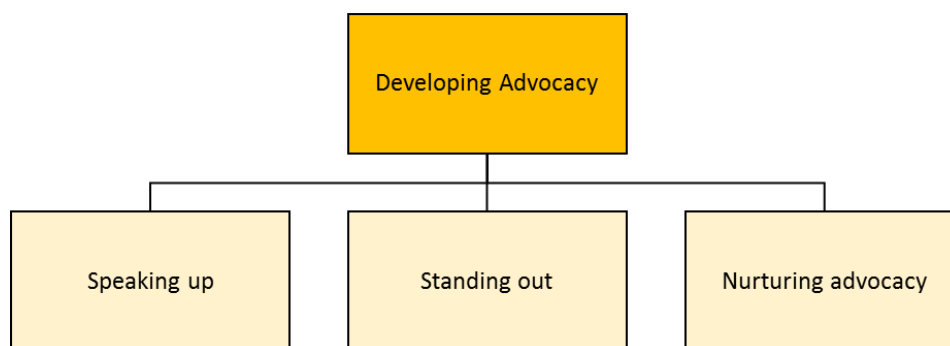 Developing Advocacy
Speaking up
Standing out
Nurturing advocacy